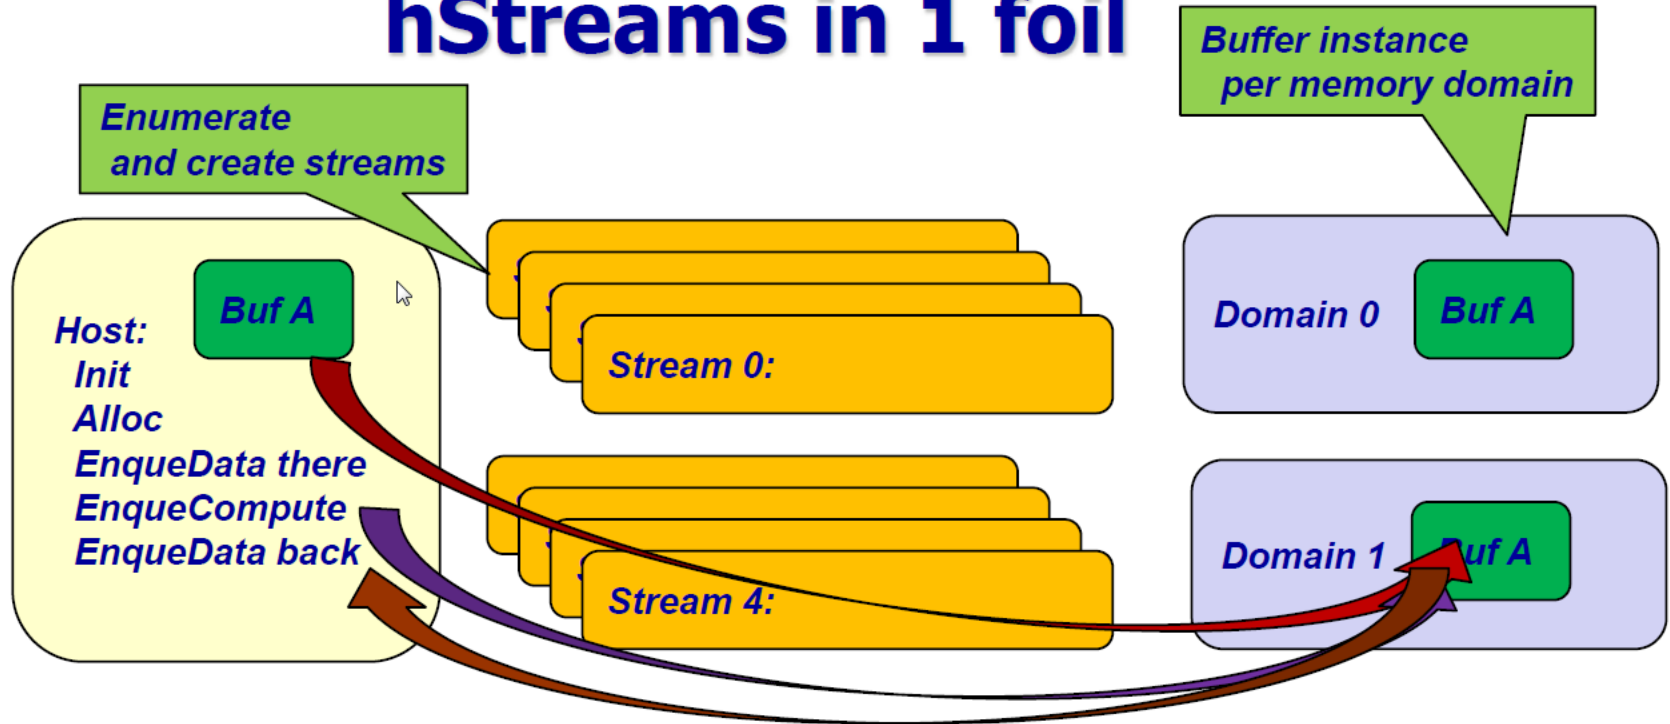 hStreams in 1 foil
Buffer instance
per memory domain
Enumerate
and create streams
Buf A
Host:
Init
Alloc
EnqueData there
EnqueCompute
EnqueData back
Stream 0:
Stream 4:
Domain 0
Buf A
Domain 1
Buf A